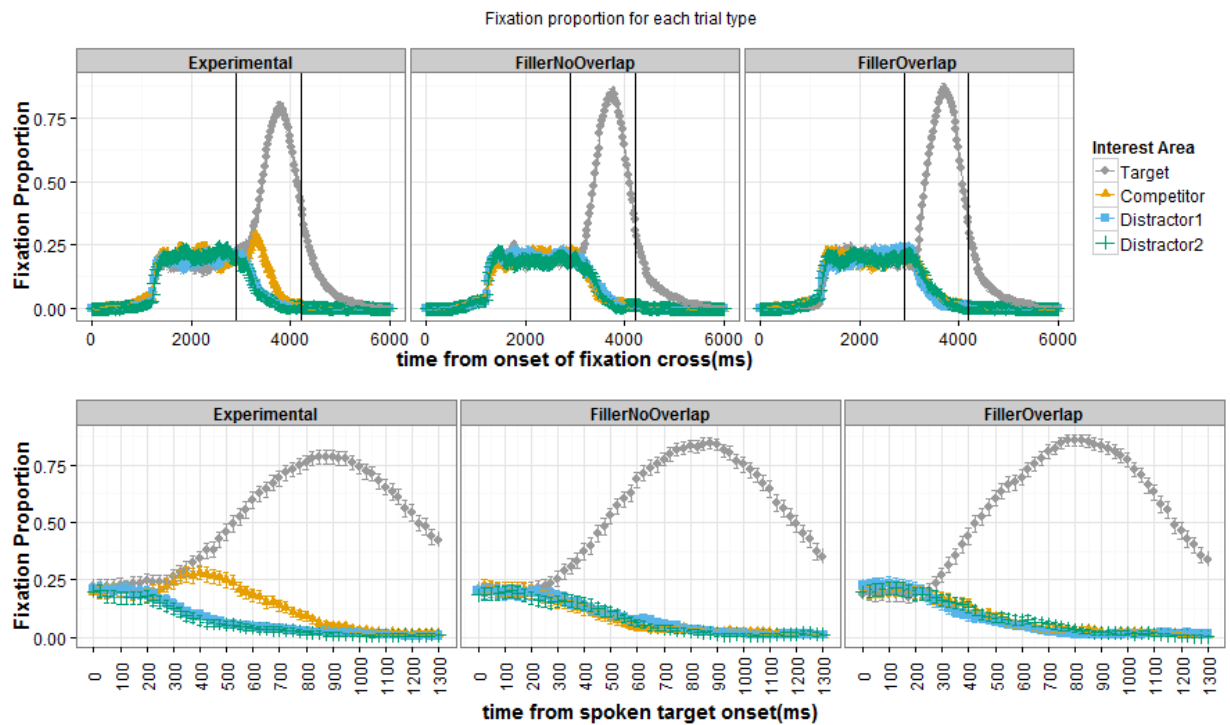 Fixation proportion for each trial type
Experimental FillerNoOverlap FillerOverlap
Fixation Proportion
0.75
0.50
0.25
0.00
0 2000 4000 6000 0 2000 4000 6000 0 2000 4000 6000
time from onset of fixation cross(ms)
Interest Area
Target
Competitor
Distractor1
Distractor2
Experimental FillerNoOverlap FillerOverlap
Fixation Proportion
0.75
0.50
0.25
0.00
0 100 200 300 400 500 600 700 800 900 1000 1100 1200 1300 0 100 200 300 400 500 600 700 800 900 1000 1100 1200 1300 0 100 200 300 400 500 600 700 800 900 1000 1100 1200 1300
time from spoken target onset(ms)